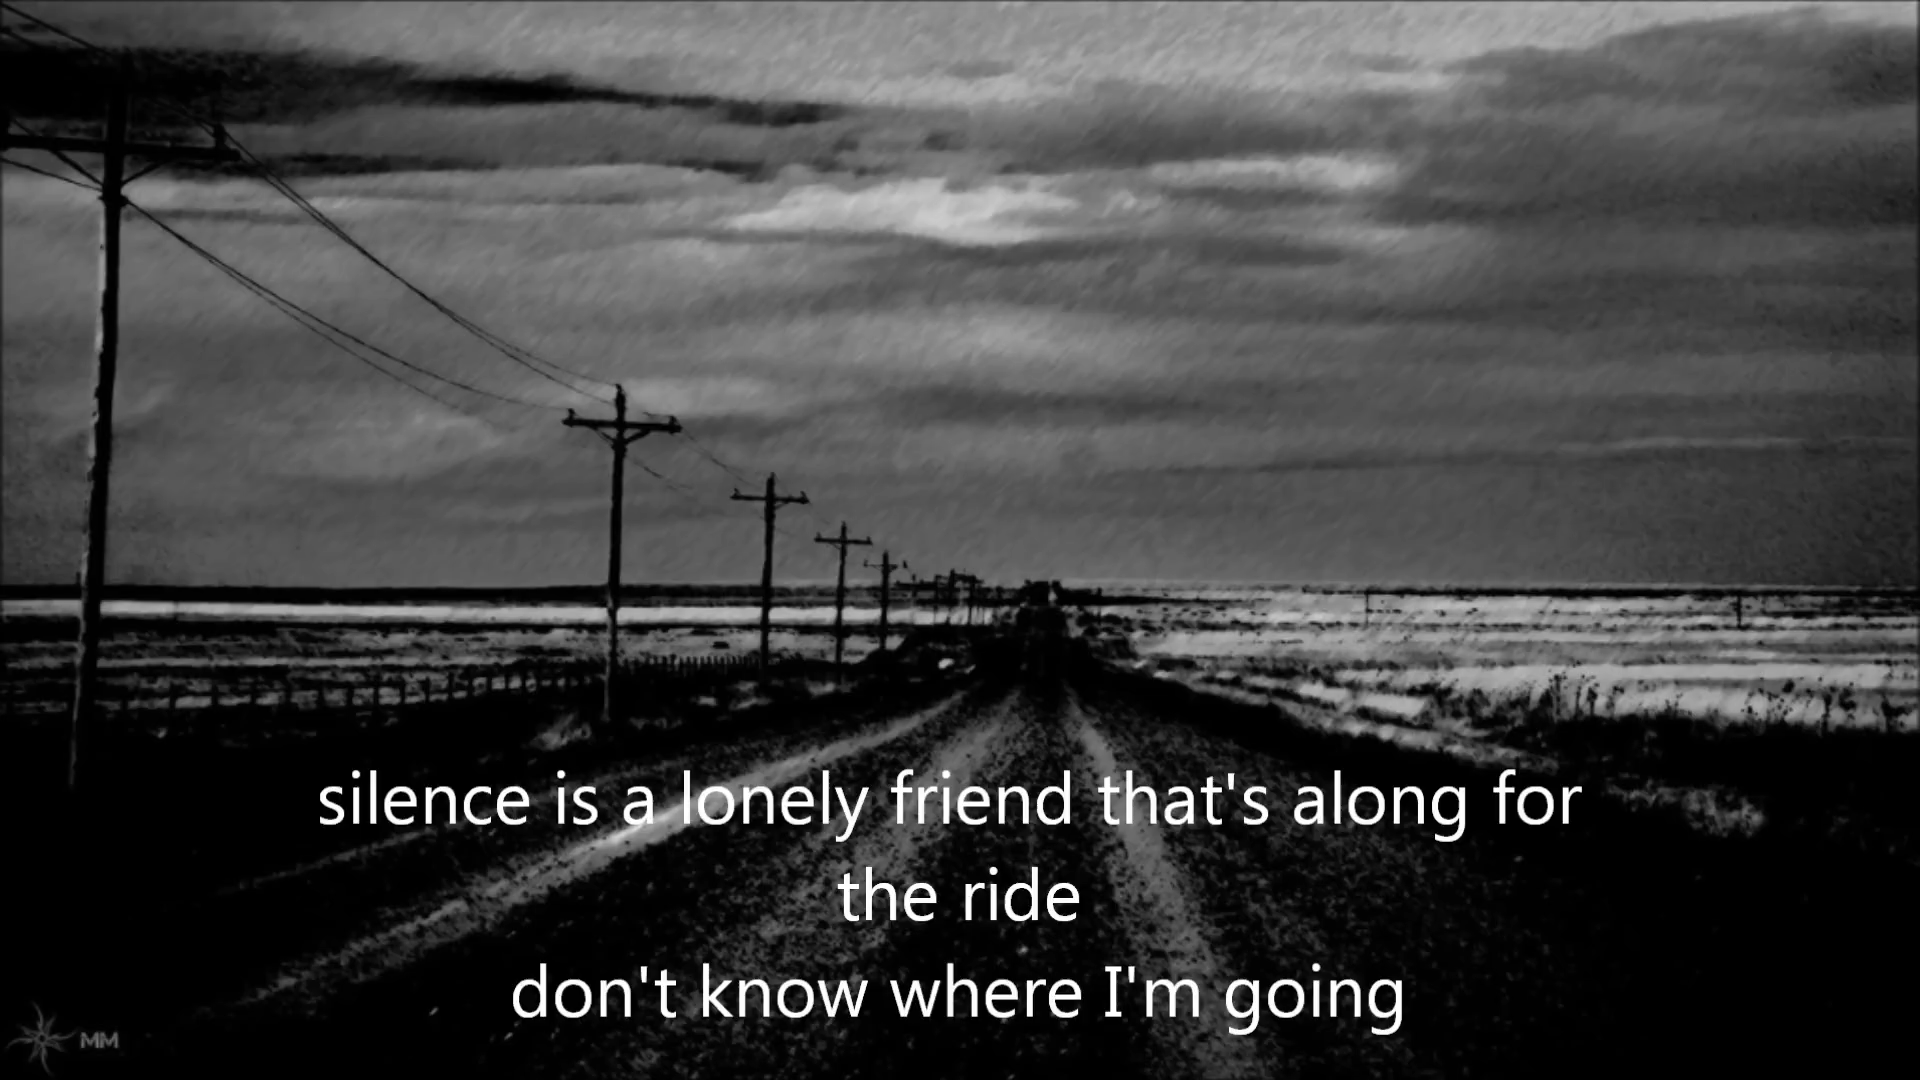 silence is a lonely friend that's along for
the ride
don't know where I'm going
MM